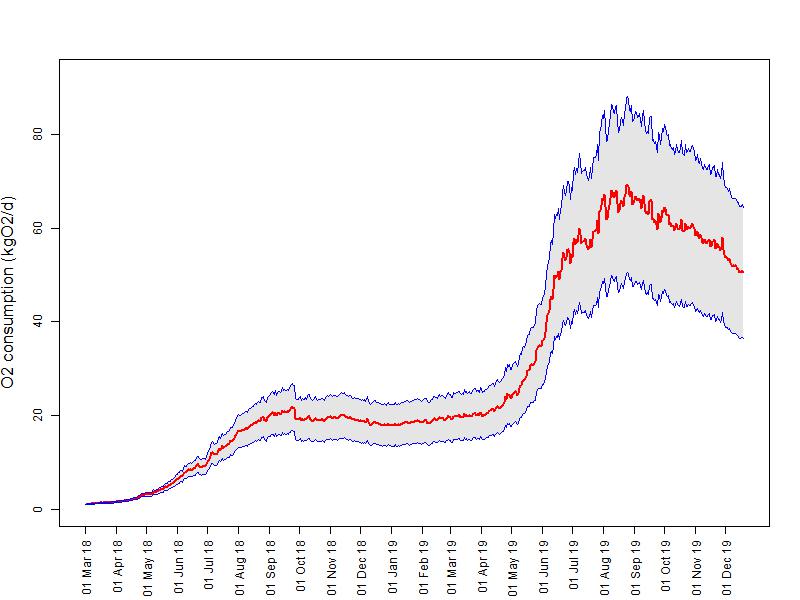 O2 consumption (kgO2/d)
80
60
40
20
0
01 Mar 18
01 Apr 18
01 May 18
01 Jun 18
01 Jul 18
01 Aug 18
01 Sep 18
01 Oct 18
01 Nov 18
01 Dec 18
01 Jan 19
01 Feb 19
01 Mar 19
01 Apr 19
01 May 19
01 Jun 19
01 Jul 19
01 Aug 19
01 Sep 19
01 Oct 19
01 Nov 19
01 Dec 19